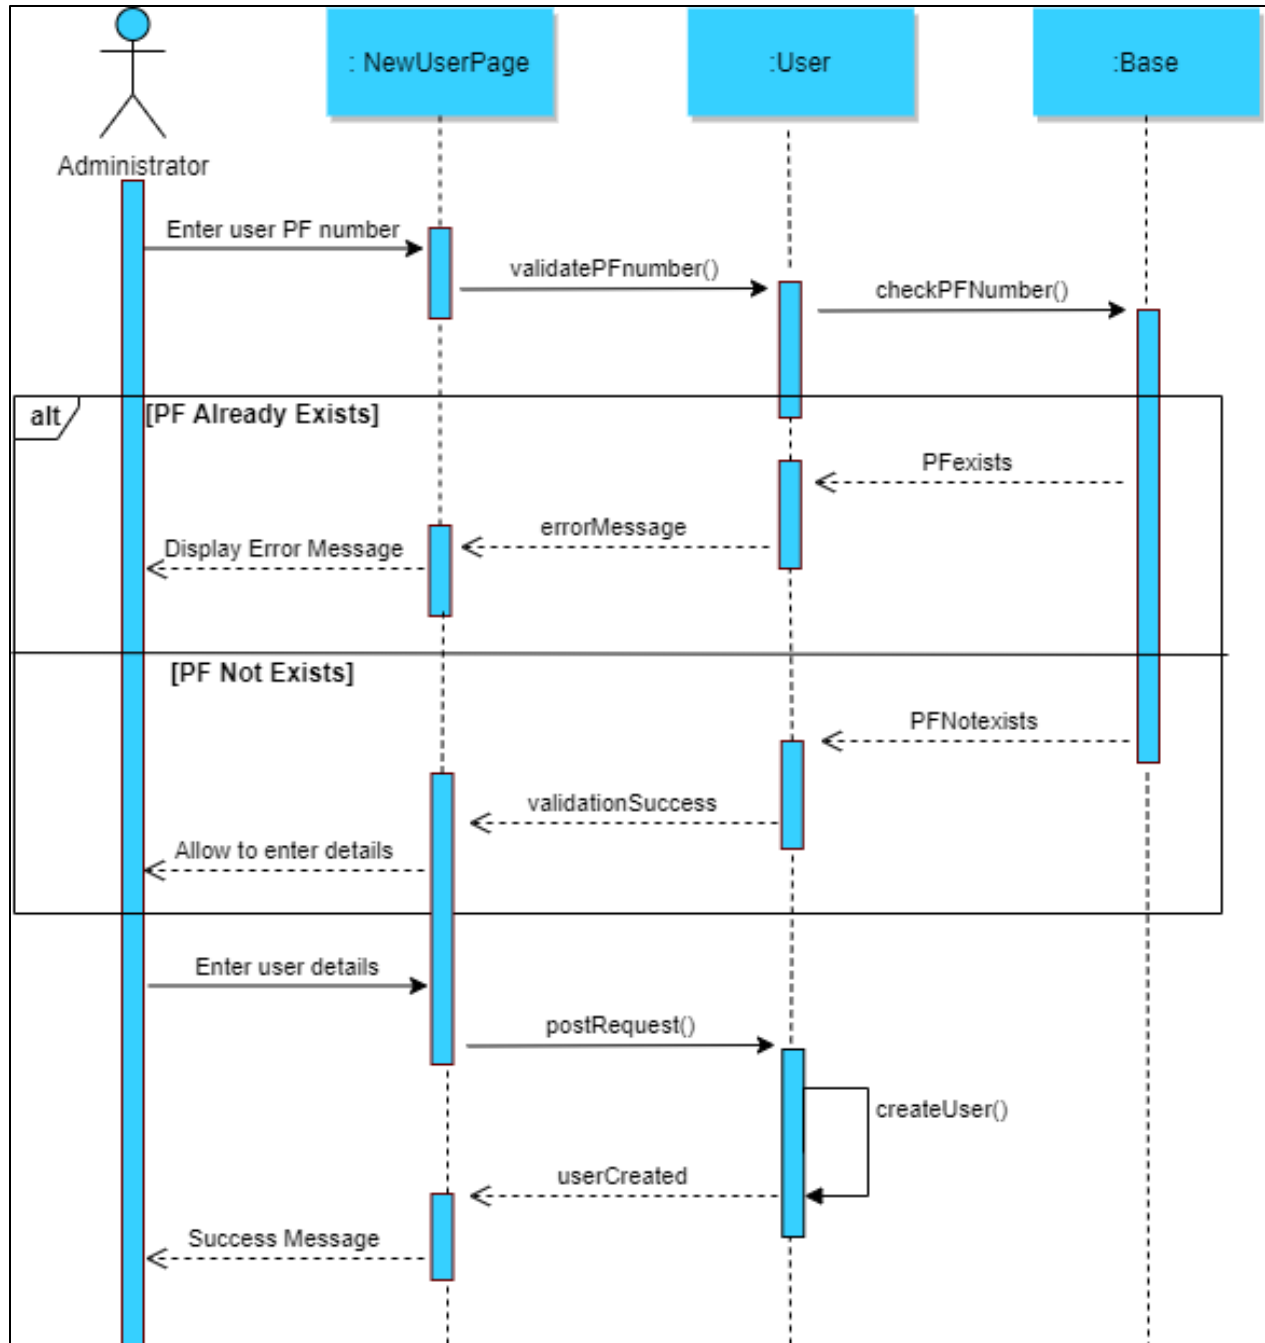 : NewUserPage
:User
:Base
Administrator
Enter user PF number
validatePFnumber()
checkPFNumber()
alt
[PF Already Exists]
PFexists
errorMessage
Display Error Message
[PF Not Exists]
PFNotexists
validationSuccess
Allow to enter details
Enter user details
postRequest()
createUser()
userCreated
Success Message